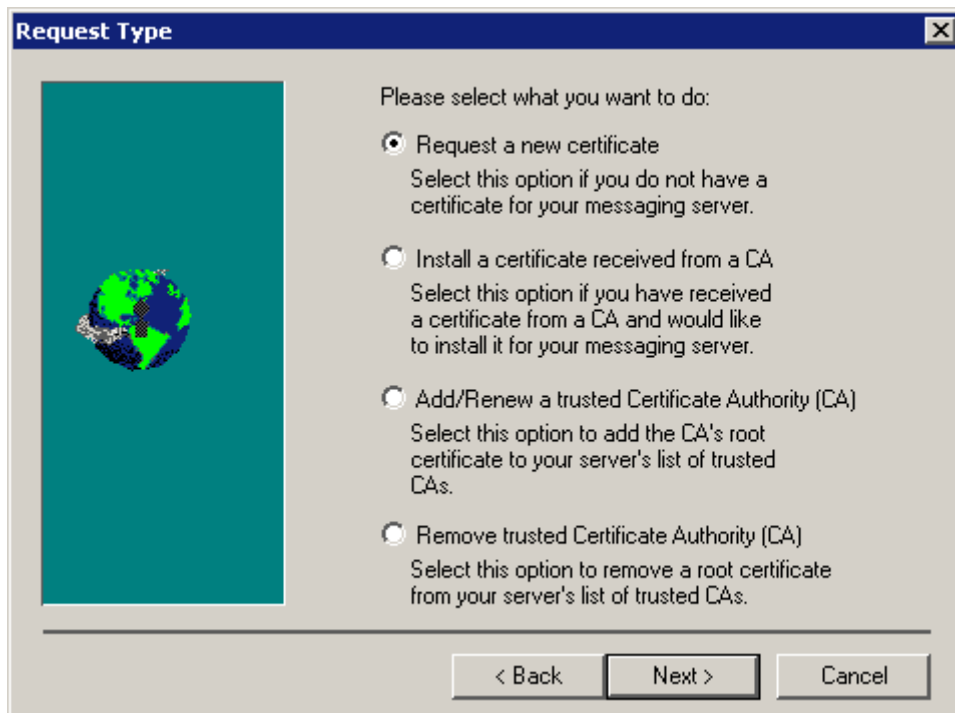 Request Type
Please select what you want to do:
Request a new certificate
Select this option if you do not have a
certificate for your messaging server.
Install a certificate received from a CA
Select this option if you have received
a certificate from a CA and would like
to install it for your messaging server.
Add/Renew a trusted Certificate Authority (CA)
Select this option to add the CA's root
certificate to your server's list of trusted
CAs.
Remove trusted Certificate Authority (CA)
Select this option to remove a root certificate
from your server's list of trusted CAs.
< Back
Next >
Cancel